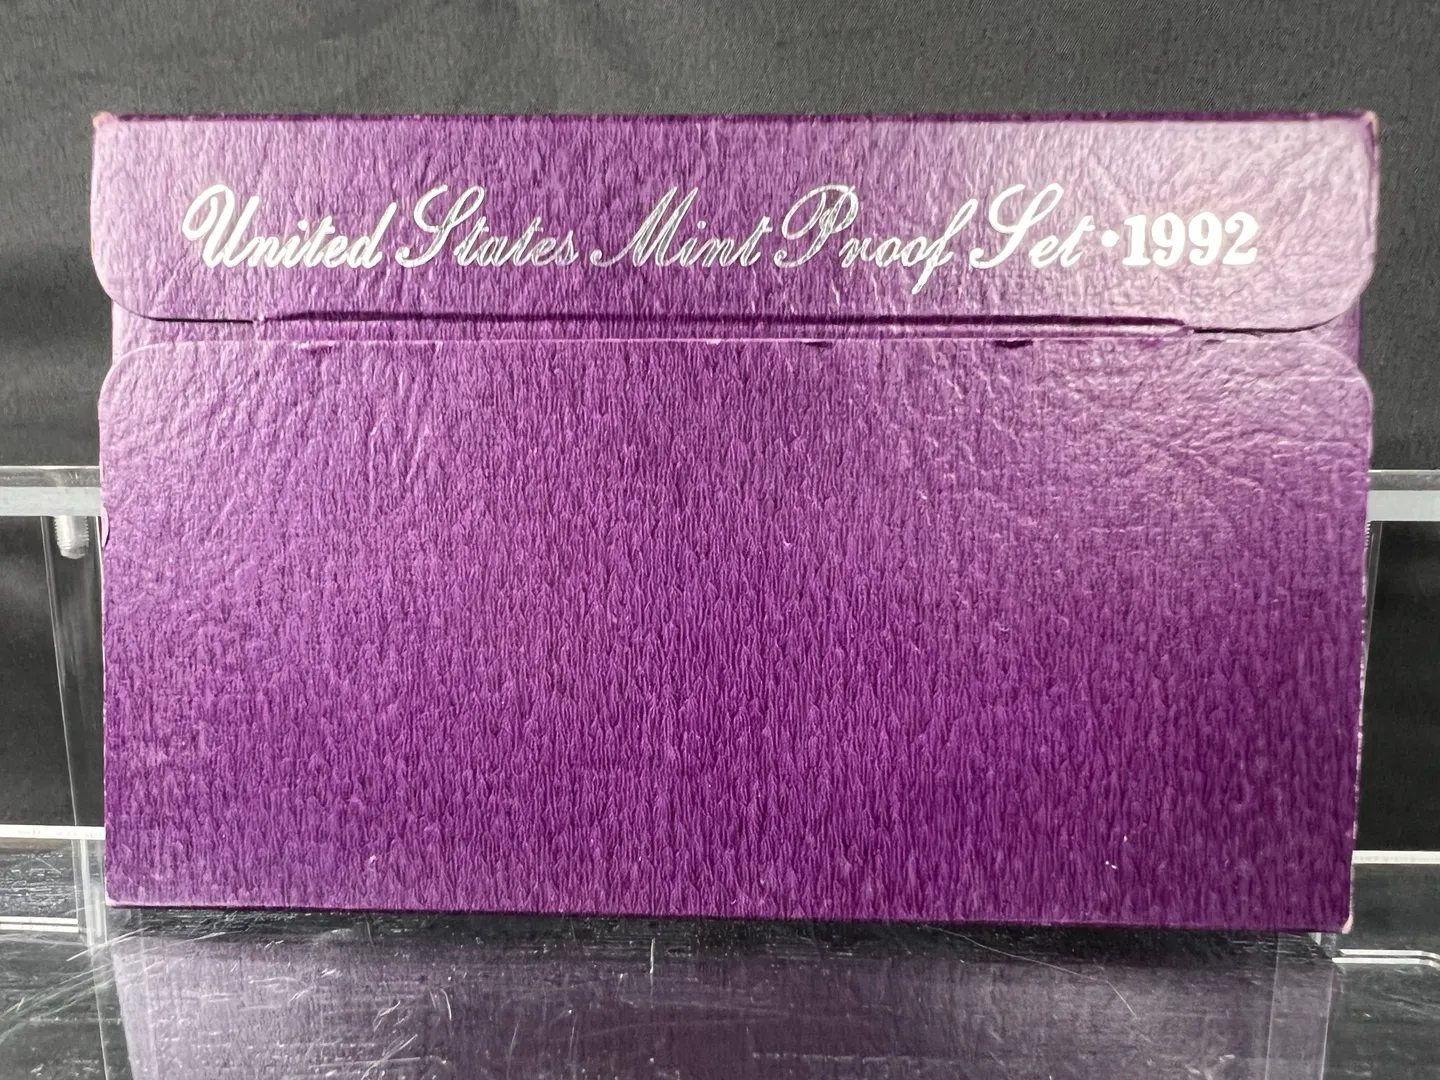 United States Mint Proof Set • 1992